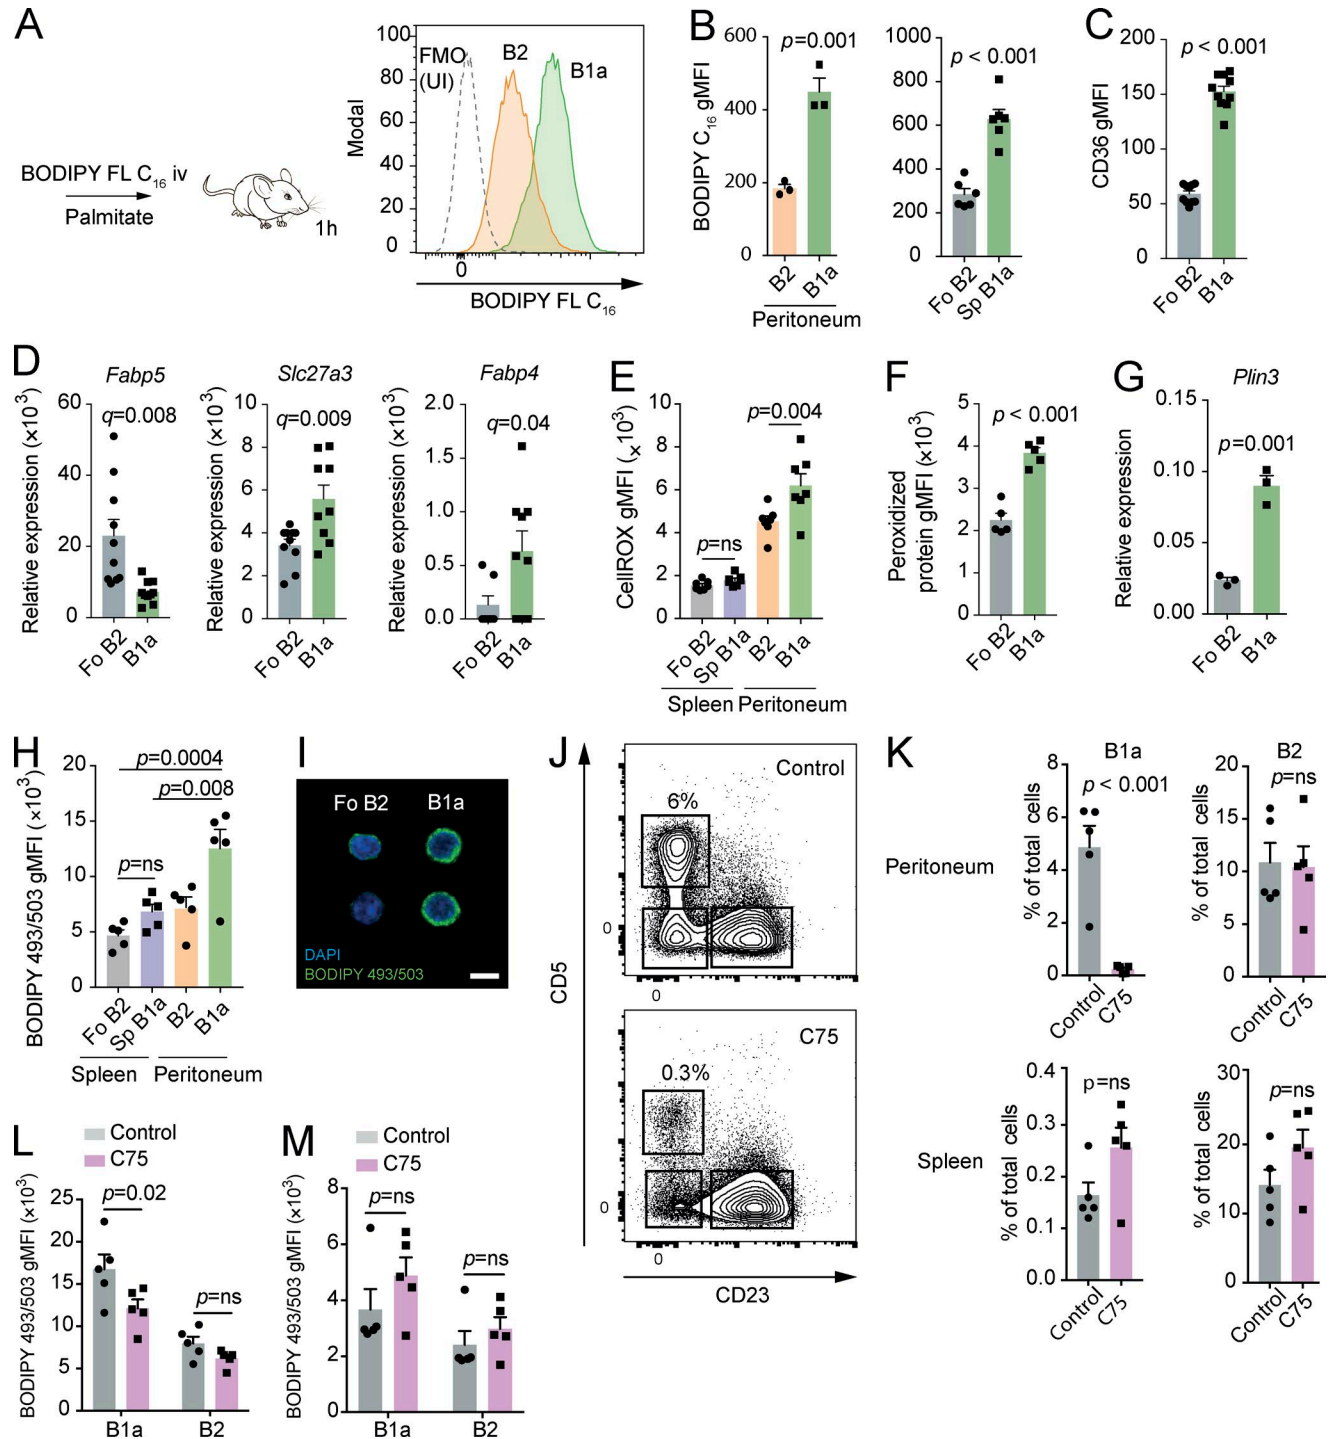 A
BODIPY FL C16 iv
Palmitate
1h
Modal
100
80
60
40
20
0
FMO
(UI)
B2
B1a
0
BODIPY FL C16
B
BODIPY C16 gMFI
600
400
200
0
p=0.001
B2
B1a
Peritoneum
1000
800
600
400
200
0
p < 0.001
Fo B2
Sp B1a
C
CD36 gMFI
200
150
100
50
0
p < 0.001
Fo B2
B1a
D
Fabp5
Relative expression (×10³)
60
40
20
0
q=0.008
Fo B2
B1a
Slc27a3
Relative expression (×10³)
10
8
6
4
2
0
q=0.009
Fo B2
B1a
Fabp4
Relative expression (×10³)
2.0
1.5
1.0
0.5
0.0
q=0.04
Fo B2
B1a
E
CellROX gMFI (×10³)
10
8
6
4
2
0
p=ns
p=0.004
Fo B2
Sp B1a
B2
B1a
Spleen
Peritoneum
F
Peroxidized
protein gMFI (×10³)
5
4
3
2
1
0
p < 0.001
Fo B2
B1a
G
Plin3
Relative expression
0.15
0.10
0.05
0.00
p=0.001
Fo B2
B1a
H
BODIPY 493/503 gMFI (×10³)
20
15
10
5
0
p=0.0004
p=0.008
p=ns
Fo B2
Sp B1a
B2
B1a
Spleen
Peritoneum
I
Fo B2
B1a
DAPI
BODIPY 493/503
J
CD5
Control
6%
0
0
C75
0.3%
0
0
CD23
K
B1a
B2
Peritoneum
% of total cells
8
6
4
2
0
p < 0.001
Control
C75
% of total cells
20
15
10
5
0
p=ns
Control
C75
Spleen
% of total cells
0.4
0.3
0.2
0.1
0.0
p=ns
Control
C75
% of total cells
30
20
10
0
p=ns
Control
C75
L
Control
C75
BODIPY 493/503 gMFI (×10³)
25
20
15
10
5
0
p=0.02
p=ns
B1a
B2
M
Control
C75
BODIPY 493/503 gMFI (×10³)
8
6
4
2
0
p=ns
p=ns
B1a
B2